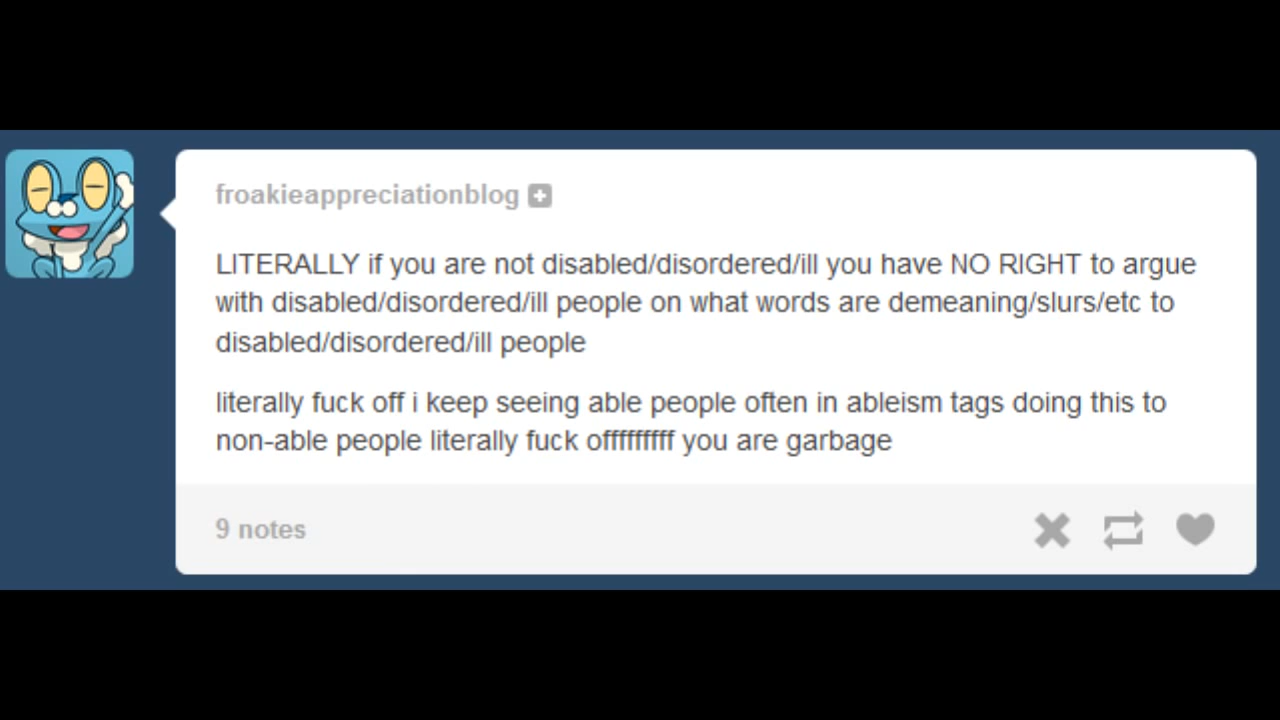 froakieappreciationblog
LITERALLY if you are not disabled/disordered/ill you have NO RIGHT to argue
with disabled/disordered/ill people on what words are demeaning/slurs/etc to
disabled/disordered/ill people
literally fuck off i keep seeing able people often in ableism tags doing this to
non-able people literally fuck offfffffff you are garbage
9 notes